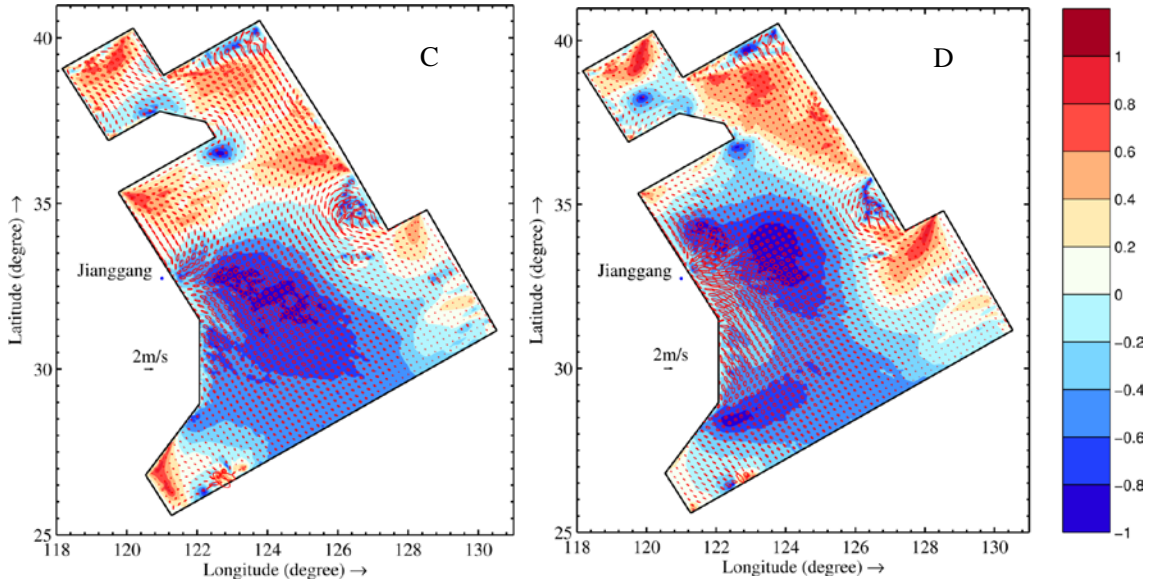 C
40
35
30
25
Latitude (degree) →
Jianggang
2m/s
118 120 122 124 126 128 130
Longitude (degree) →
D
40
35
30
25
Latitude (degree) →
Jianggang
2m/s
118 120 122 124 126 128 130
Longitude (degree) →
1
0.8
0.6
0.4
0.2
0
−0.2
−0.4
−0.6
−0.8
−1